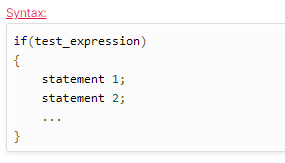 Syntax:
if(test_expression)
{
    statement 1;
    statement 2;
    ...
}